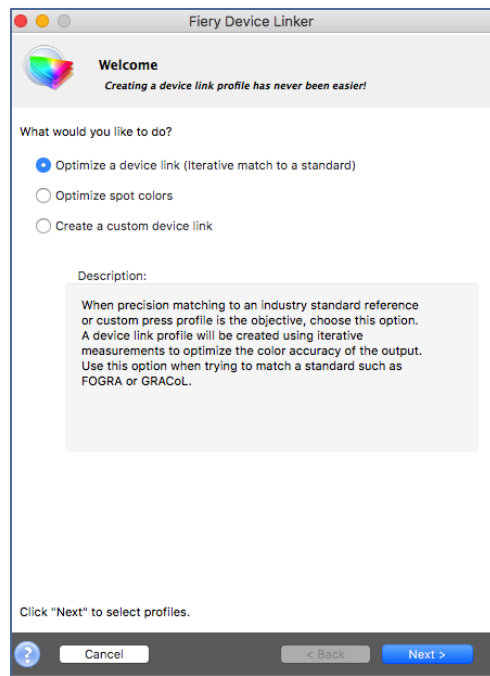 Fiery Device Linker
Welcome
Creating a device link profile has never been easier!
What would you like to do?
Optimize a device link (Iterative match to a standard)
Optimize spot colors
Create a custom device link
Description:
When precision matching to an industry standard reference
or custom press profile is the objective, choose this option.
A device link profile will be created using iterative
measurements to optimize the color accuracy of the output.
Use this option when trying to match a standard such as
FOGRA or GRACoL.
Click "Next" to select profiles.
?
Cancel
< Back
Next >